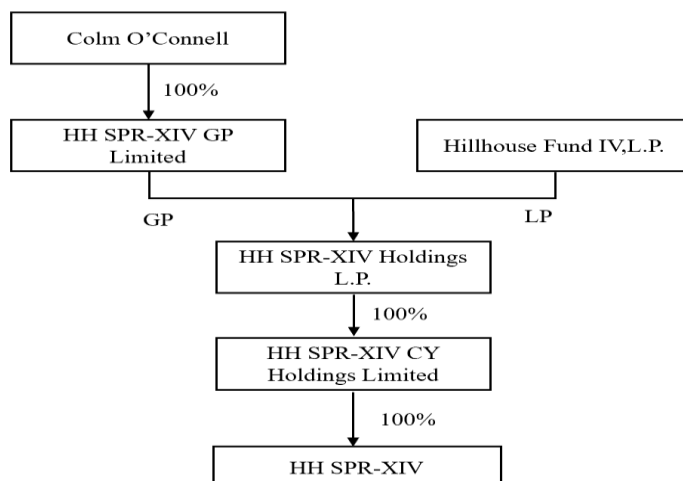 Colm O’Connell
100%
HH SPR-XIV GP
Limited
Hillhouse Fund IV,L.P.
GP
LP
HH SPR-XIV Holdings
L.P.
100%
HH SPR-XIV CY
Holdings Limited
100%
HH SPR-XIV